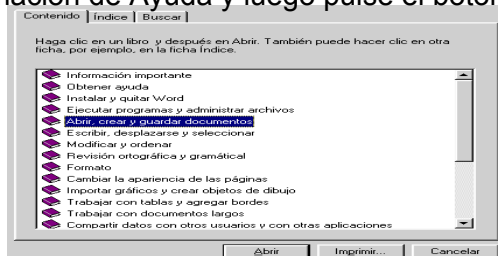 lación de Ayuda y luego pulse el botón
Contenido Índice Buscar
Haga clic en un libro y después en Abrir. También puede hacer clic en otra
ficha, por ejemplo, en la ficha Índice.
Información importante
Obtener ayuda
Instalar y quitar Word
Ejecutar programas y administrar archivos
Abrir, crear y guardar documentos
Escribir, desplazarse y seleccionar
Modificar y ordenar
Revisión ortográfica y gramatical
Formato
Cambiar la apariencia de las páginas
Importar gráficos y crear objetos de dibujo
Trabajar con tablas y agregar bordes
Trabajar con documentos largos
Compartir datos con otros usuarios y con otras aplicaciones
Abrir Imprimir... Cancelar